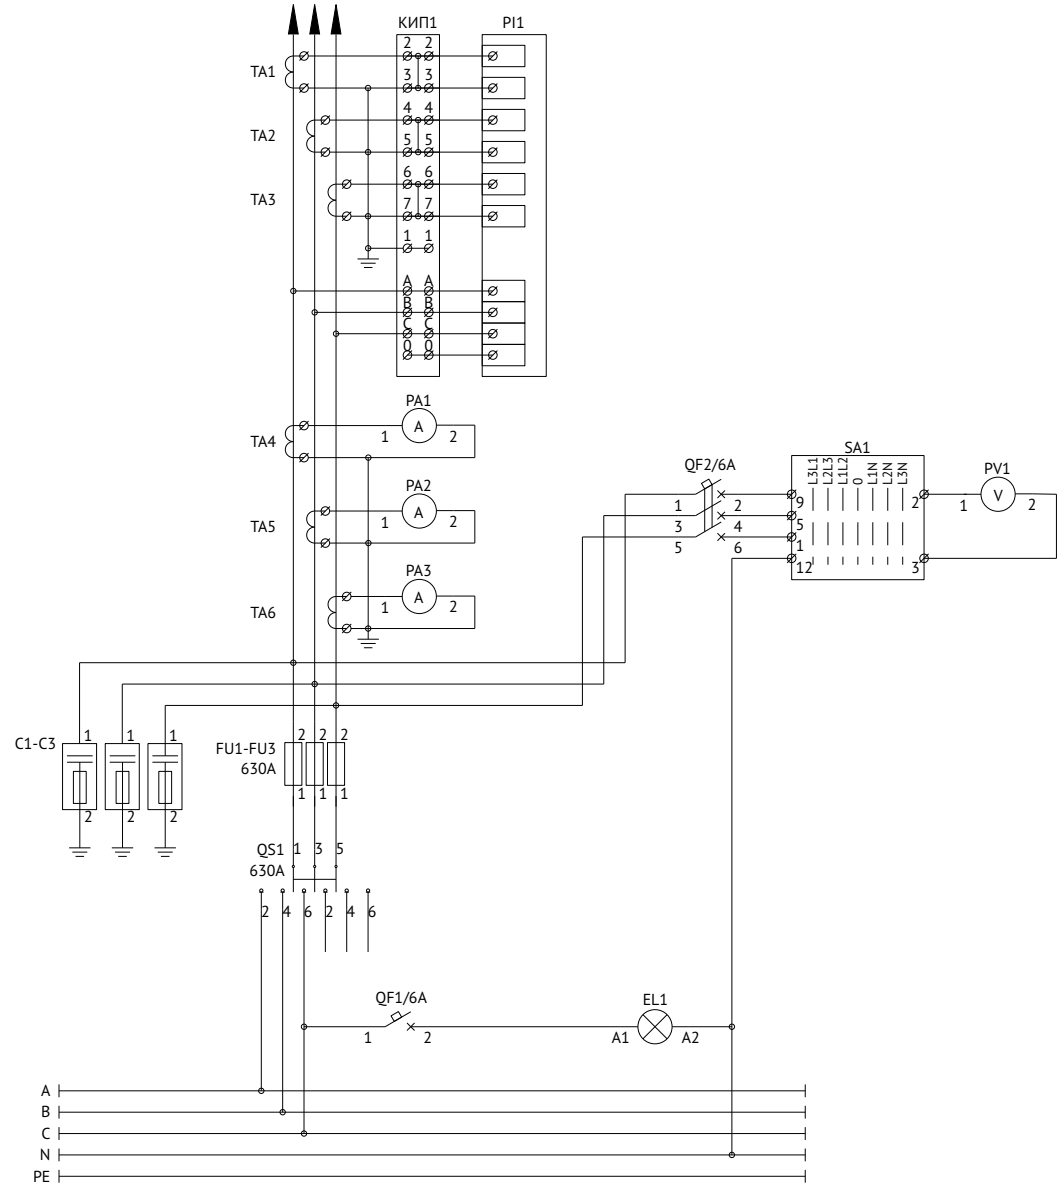 КИП1 PI1
2 2
TA1
3 3
4 4
TA2
5 5
6 6
TA3
7 7
1 1
A A
B B
C C
0 0
PA1
TA4 A
1 2
PA2
TA5 A
1 2
PA3
TA6 A
1 2
SA1
QF2/6A
L3L1 L2L3 L1L2 0 L1N L2N L3N
PV1
V
1 2 9 2 1 2
3 4 5
5 6 1
12 3
C1-C3 1 1 1
2 2 2
FU1-FU3 2 2 2
630A
1 1 1
QS1 1 3 5
630A
2 4 6 2 4 6
QF1/6A EL1
1 2 A1 A2
A
B
C
N
PE